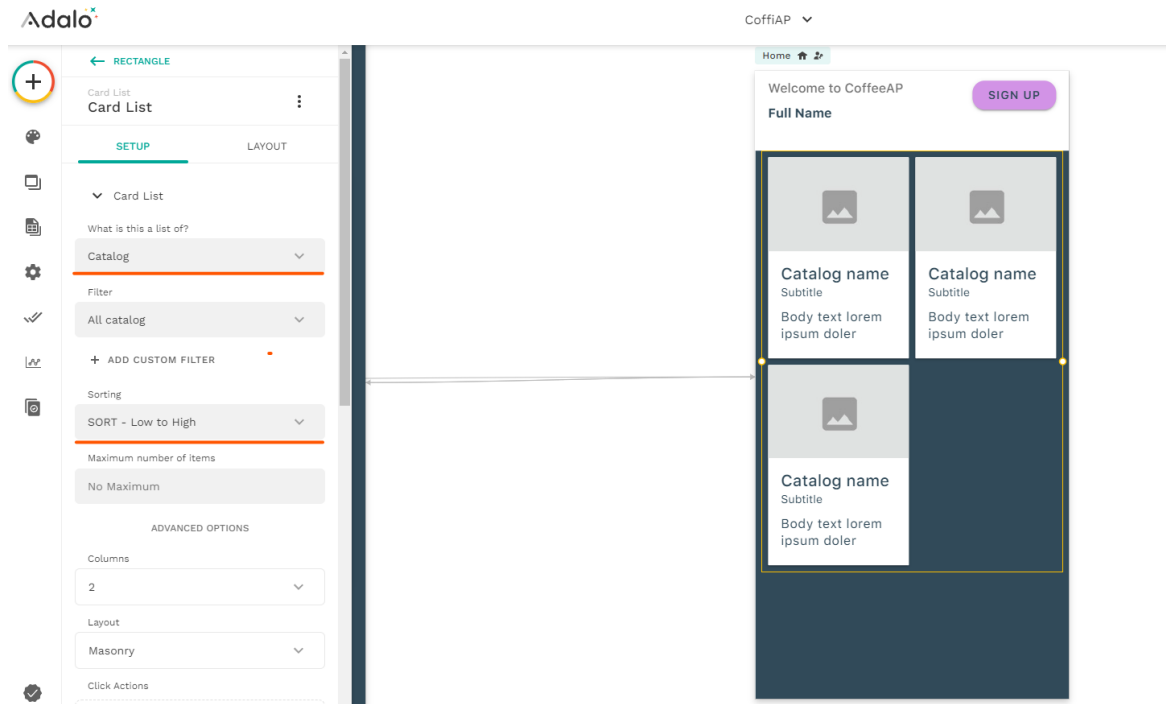 Adalo
CoffiAP
RECTANGLE
Card List
Card List
SETUP
LAYOUT
Card List
What is this a list of?
Catalog
Filter
All catalog
+ ADD CUSTOM FILTER
Sorting
SORT - Low to High
Maximum number of items
No Maximum
ADVANCED OPTIONS
Columns
2
Layout
Masonry
Click Actions
Home
Welcome to CoffeeAP
SIGN UP
Full Name
Catalog name
Subtitle
Body text lorem
ipsum doler
Catalog name
Subtitle
Body text lorem
ipsum doler
Catalog name
Subtitle
Body text lorem
ipsum doler